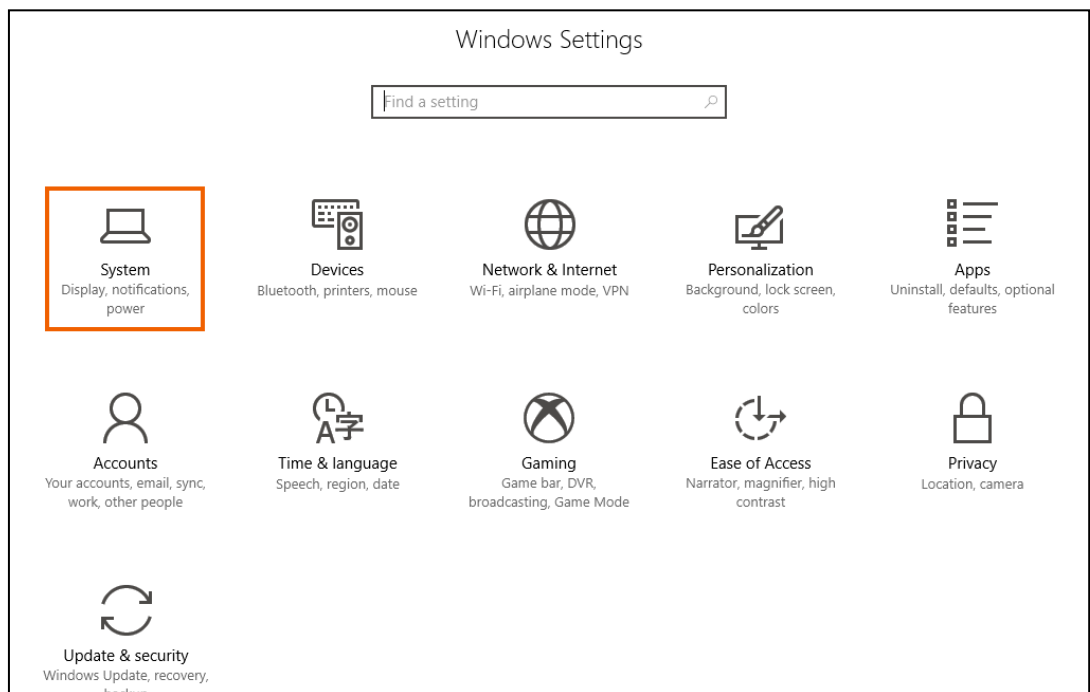 Windows Settings
Find a setting
System
Display, notifications,
power
Devices
Bluetooth, printers, mouse
Network & Internet
Wi-Fi, airplane mode, VPN
Personalization
Background, lock screen,
colors
Apps
Uninstall, defaults, optional
features
Accounts
Your accounts, email, sync,
work, other people
Time & language
Speech, region, date
Gaming
Game bar, DVR,
broadcasting, Game Mode
Ease of Access
Narrator, magnifier, high
contrast
Privacy
Location, camera
Update & security
Windows Update, recovery,